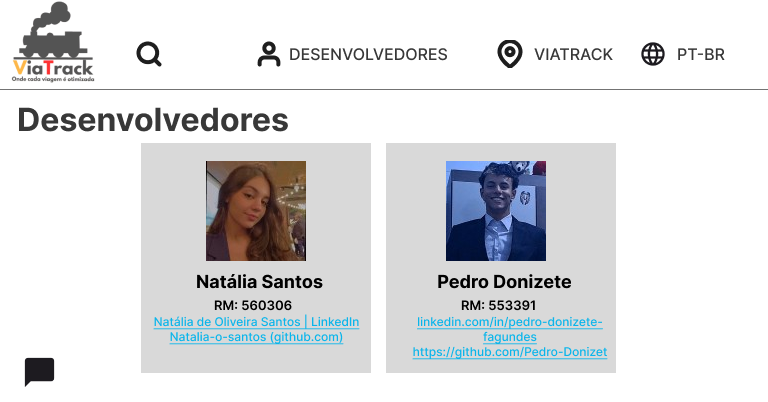 ViaTrack
Onde cada viagem é otimizada
DESENVOLVEDORES
VIATRACK
PT-BR
Desenvolvedores
Natália Santos
RM: 560306
Natália de Oliveira Santos | LinkedIn
Natalia-o-santos (github.com)
Pedro Donizete
RM: 553391
linkedin.com/in/pedro-donizete-
fagundes
https://github.com/Pedro-Donizet